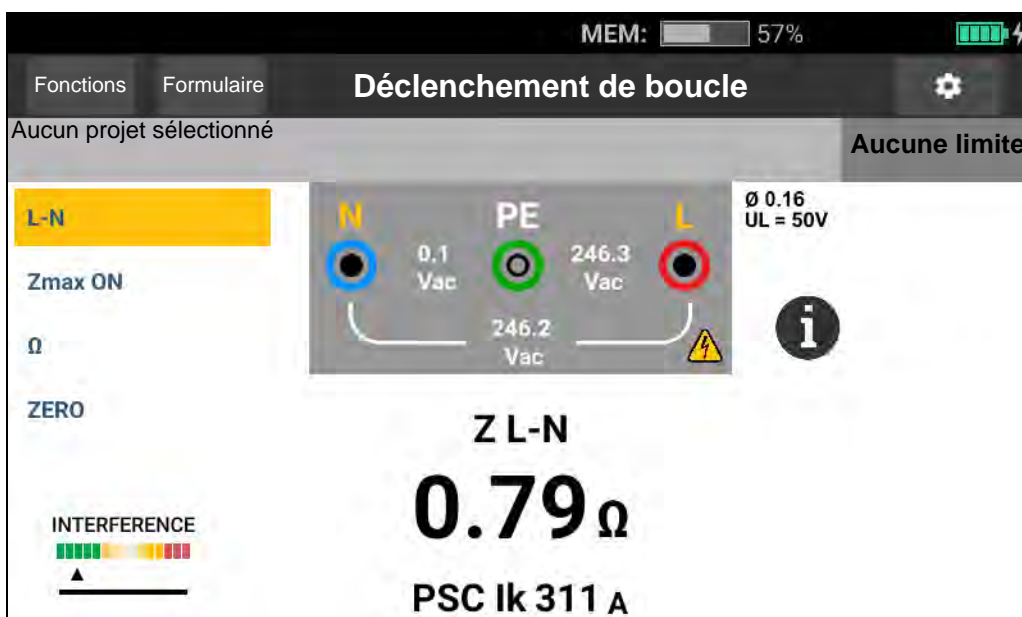 MEM: 57%
Fonctions Formulaire Déclenchement de boucle
Aucun projet sélectionné
Aucune limite
L-N
Zmax ON
Ω
ZERO
N PE L
0.1 Vac
246.3 Vac
246.2 Vac
Ø 0.16
UL = 50V
i
Z L-N
0.79 Ω
PSC Ik 311 A
INTERFERENCE